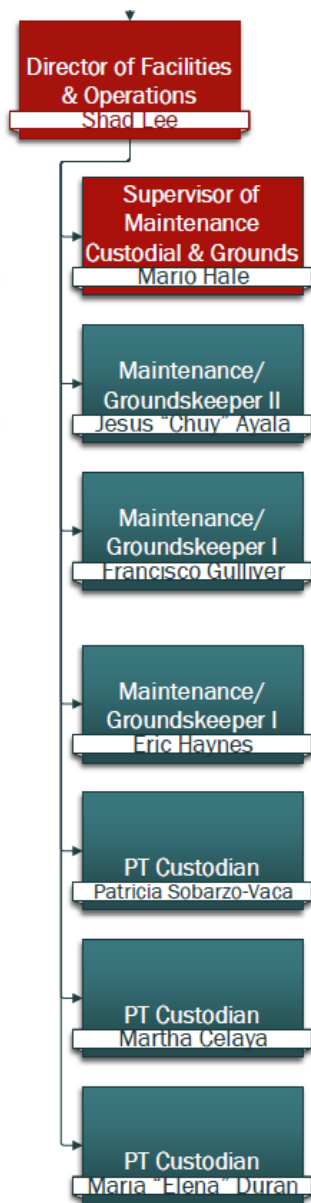 Director of Facilities
& Operations
Shad Lee
Supervisor of
Maintenance
Custodial & Grounds
Mario Hale
Maintenance/
Groundskeeper II
Jesus “Chuy” Ayala
Maintenance/
Groundskeeper I
Francisco Gulliver
Maintenance/
Groundskeeper I
Eric Haynes
PT Custodian
Patricia Sobarzo-Vaca
PT Custodian
Martha Celaya
PT Custodian
Maria “Elena” Duran